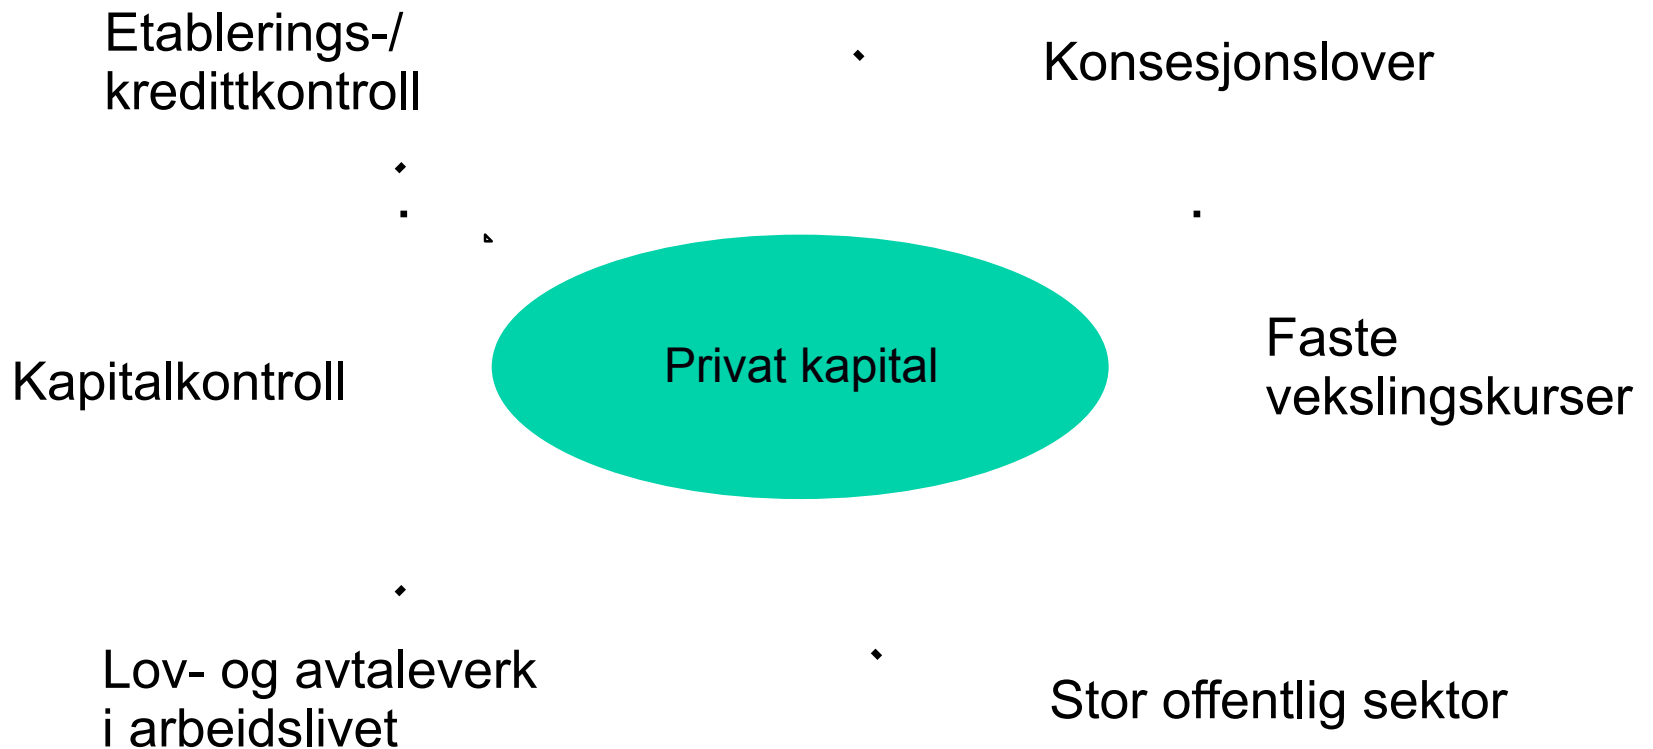 Etablerings-/
kredittkontroll
Konsesjonslover
Kapitalkontroll
Privat kapital
Faste
vekslingskurser
Lov- og avtaleverk
i arbeidslivet
Stor offentlig sektor